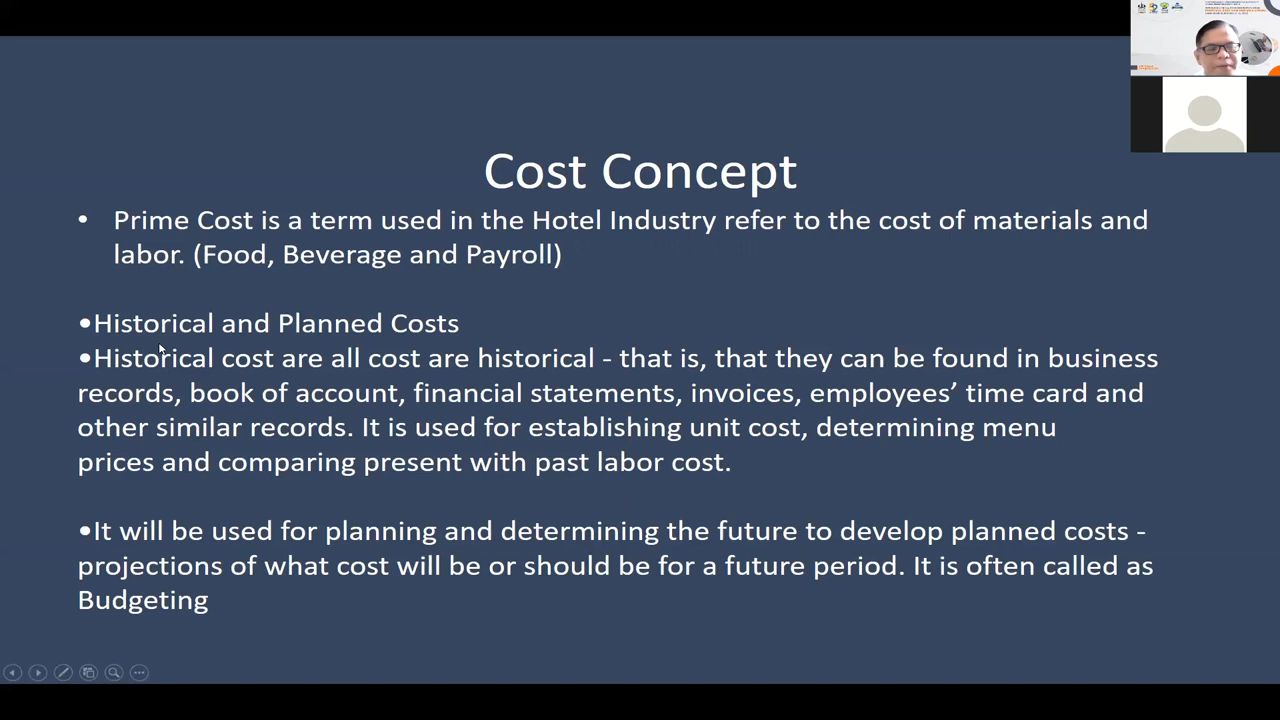 Cost Concept
• Prime Cost is a term used in the Hotel Industry refer to the cost of materials and
labor. (Food, Beverage and Payroll)
•Historical and Planned Costs
•Historical cost are all cost are historical - that is, that they can be found in business
records, book of account, financial statements, invoices, employees’ time card and
other similar records. It is used for establishing unit cost, determining menu
prices and comparing present with past labor cost.
•It will be used for planning and determining the future to develop planned costs -
projections of what cost will be or should be for a future period. It is often called as
Budgeting